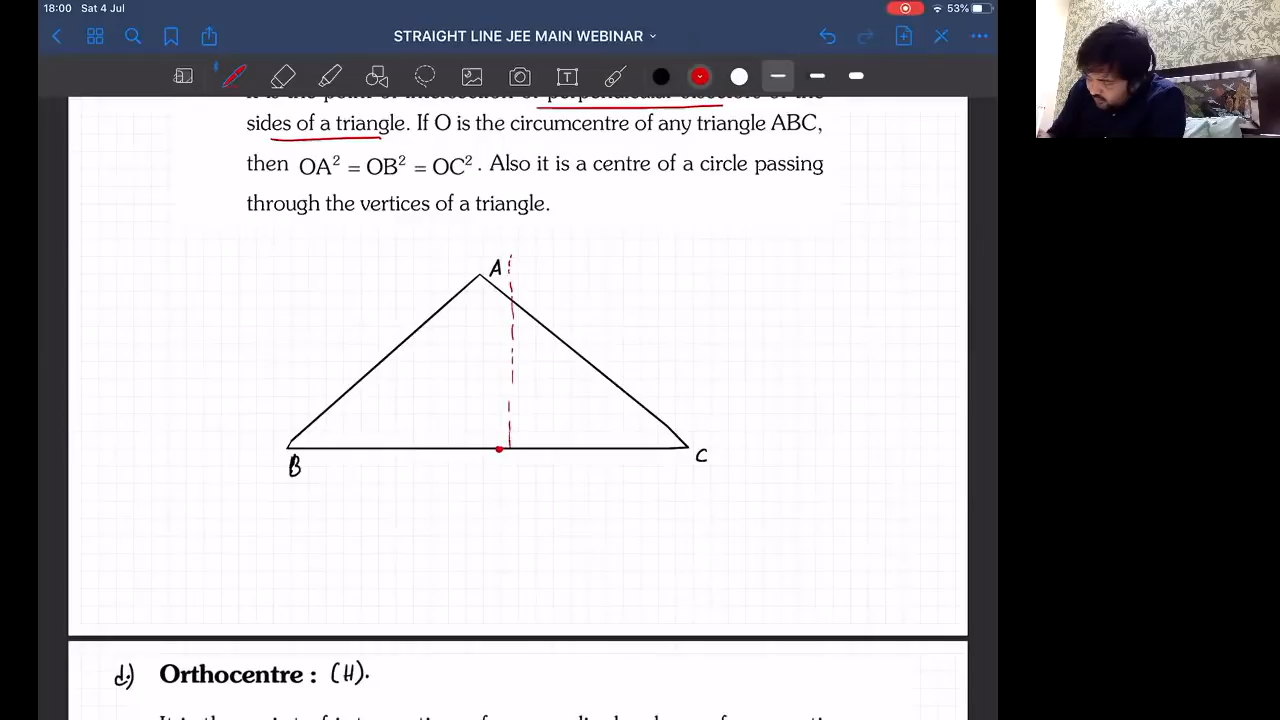 18:00 Sat 4 Jul
53%
STRAIGHT LINE JEE MAIN WEBINAR
sides of a triangle. If O is the circumcentre of any triangle ABC,
then OA² = OB² = OC². Also it is a centre of a circle passing
through the vertices of a triangle.
A
B
C
d.) Orthocentre : (H).